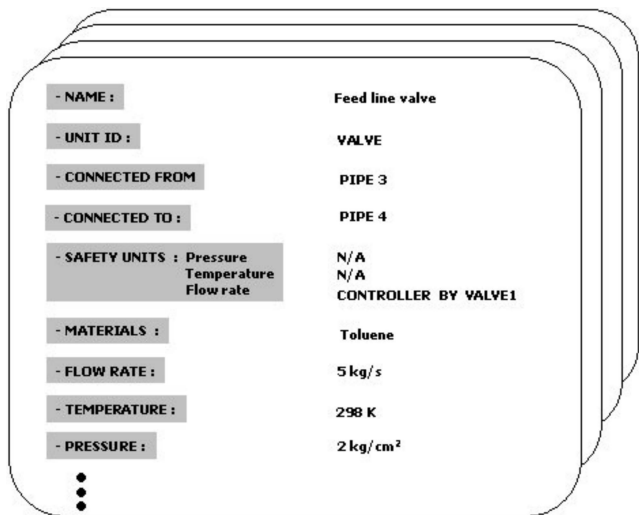 - NAME : Feed line valve
- UNIT ID : VALVE
- CONNECTED FROM PIPE 3
- CONNECTED TO : PIPE 4
- SAFETY UNITS : Pressure N/A
Temperature N/A
Flow rate CONTROLLER BY VALVE1
- MATERIALS : Toluene
- FLOW RATE : 5 kg/s
- TEMPERATURE : 298 K
- PRESSURE : 2 kg/cm²